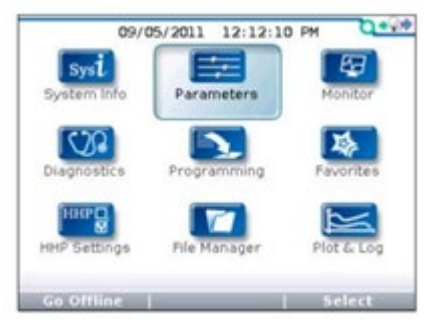 09/05/2011 12:12:10 PM
Sysi
System Info
Parameters
Monitor
Diagnostics
Programming
Favorites
HHP
HHP Settings
File Manager
Plot & Log
Go Offline
Select